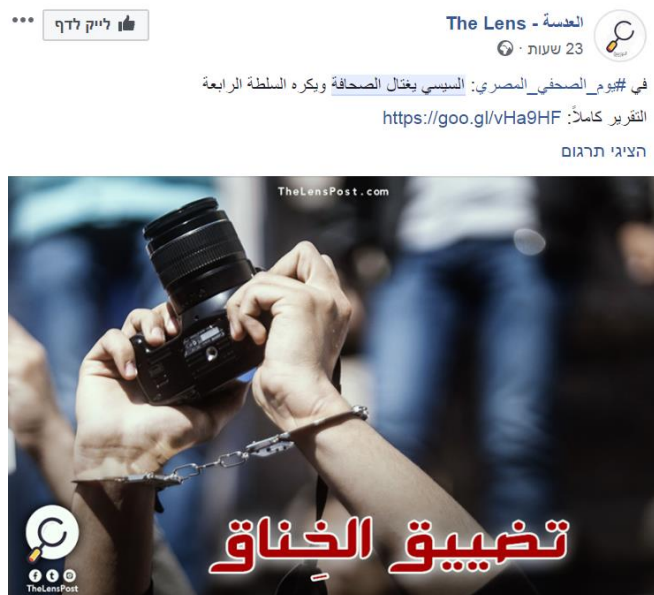 العدسة - The Lens
23 שעות
לייק לדף
في #يوم_الصحفي_المصري: السيسي يغتال الصحافة ويكره السلطة الرابعة
التقرير كاملاً: https://goo.gl/vHa9HF
הציגי תרגום
TheLensPost.com
تضييق الخِناق
TheLensPost